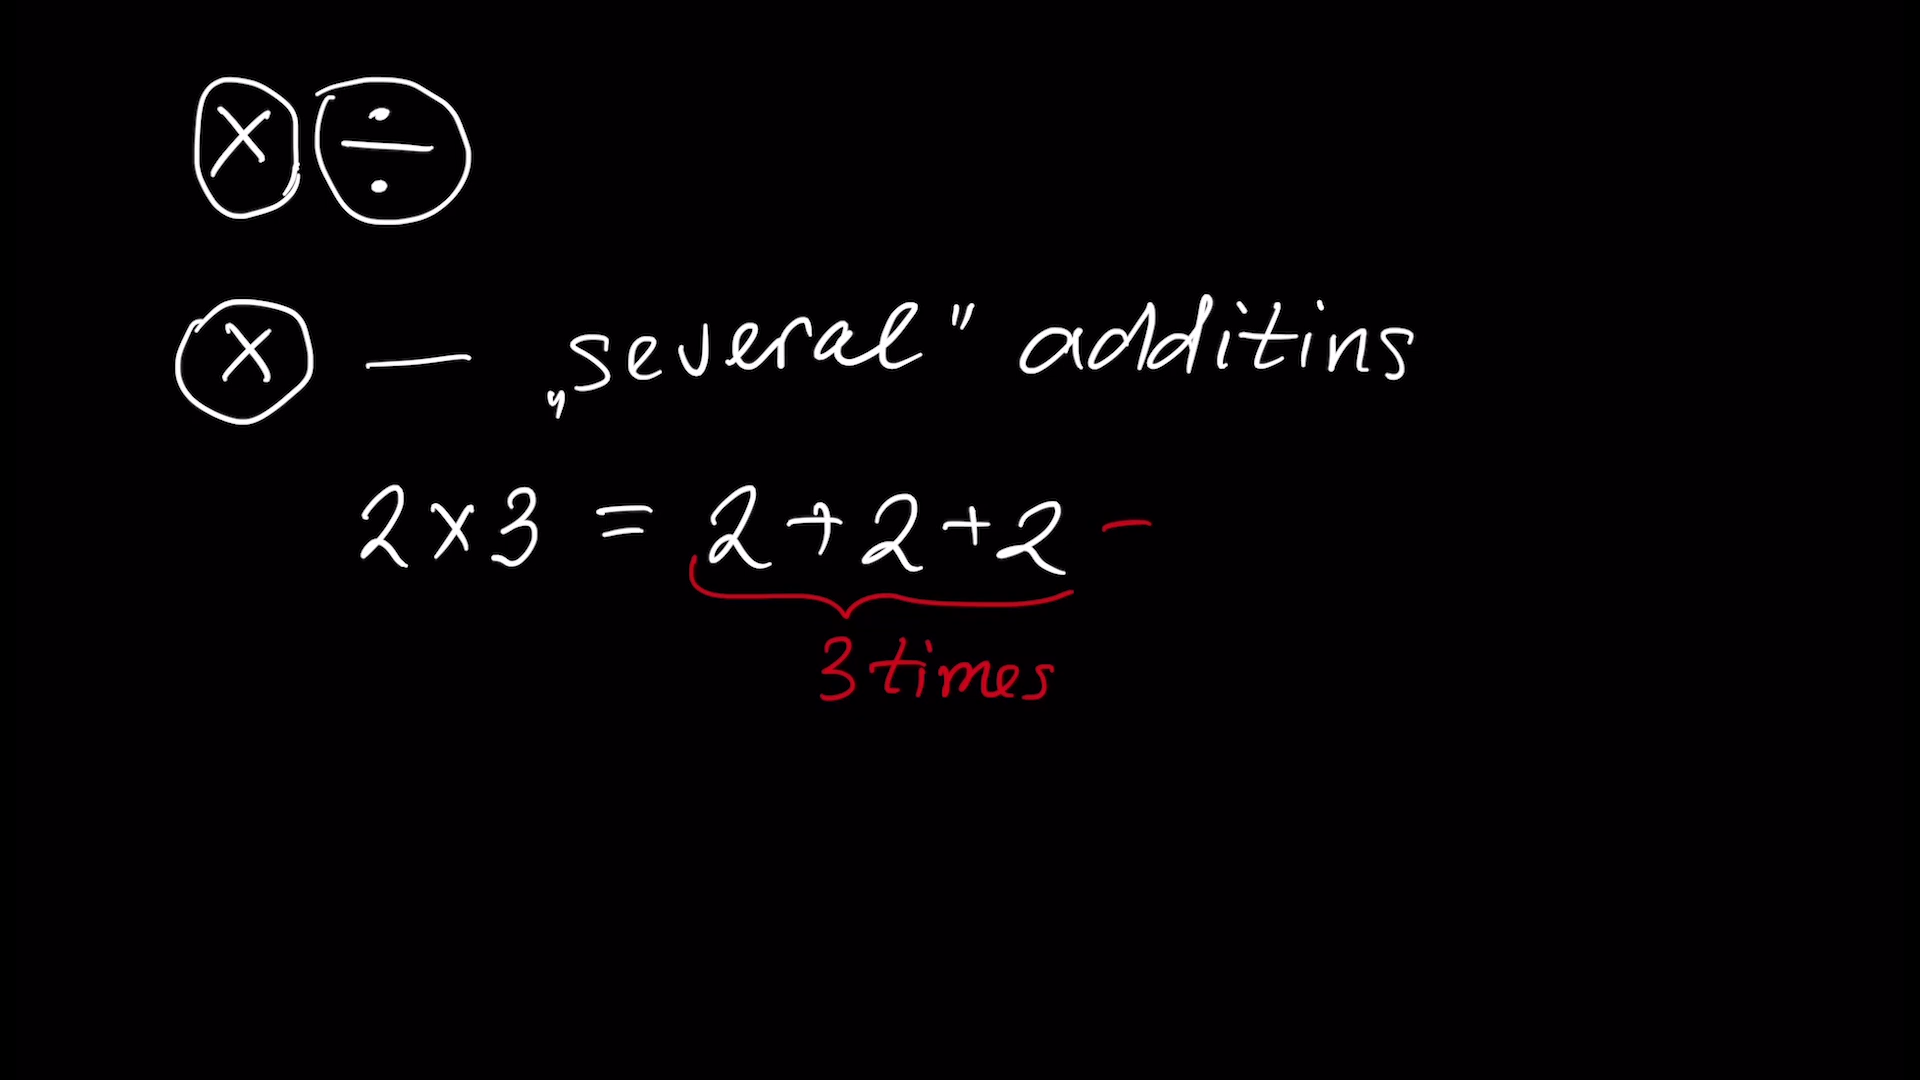 × ÷
× — „several” additins
2 × 3 = 2 + 2 + 2 -
3 times